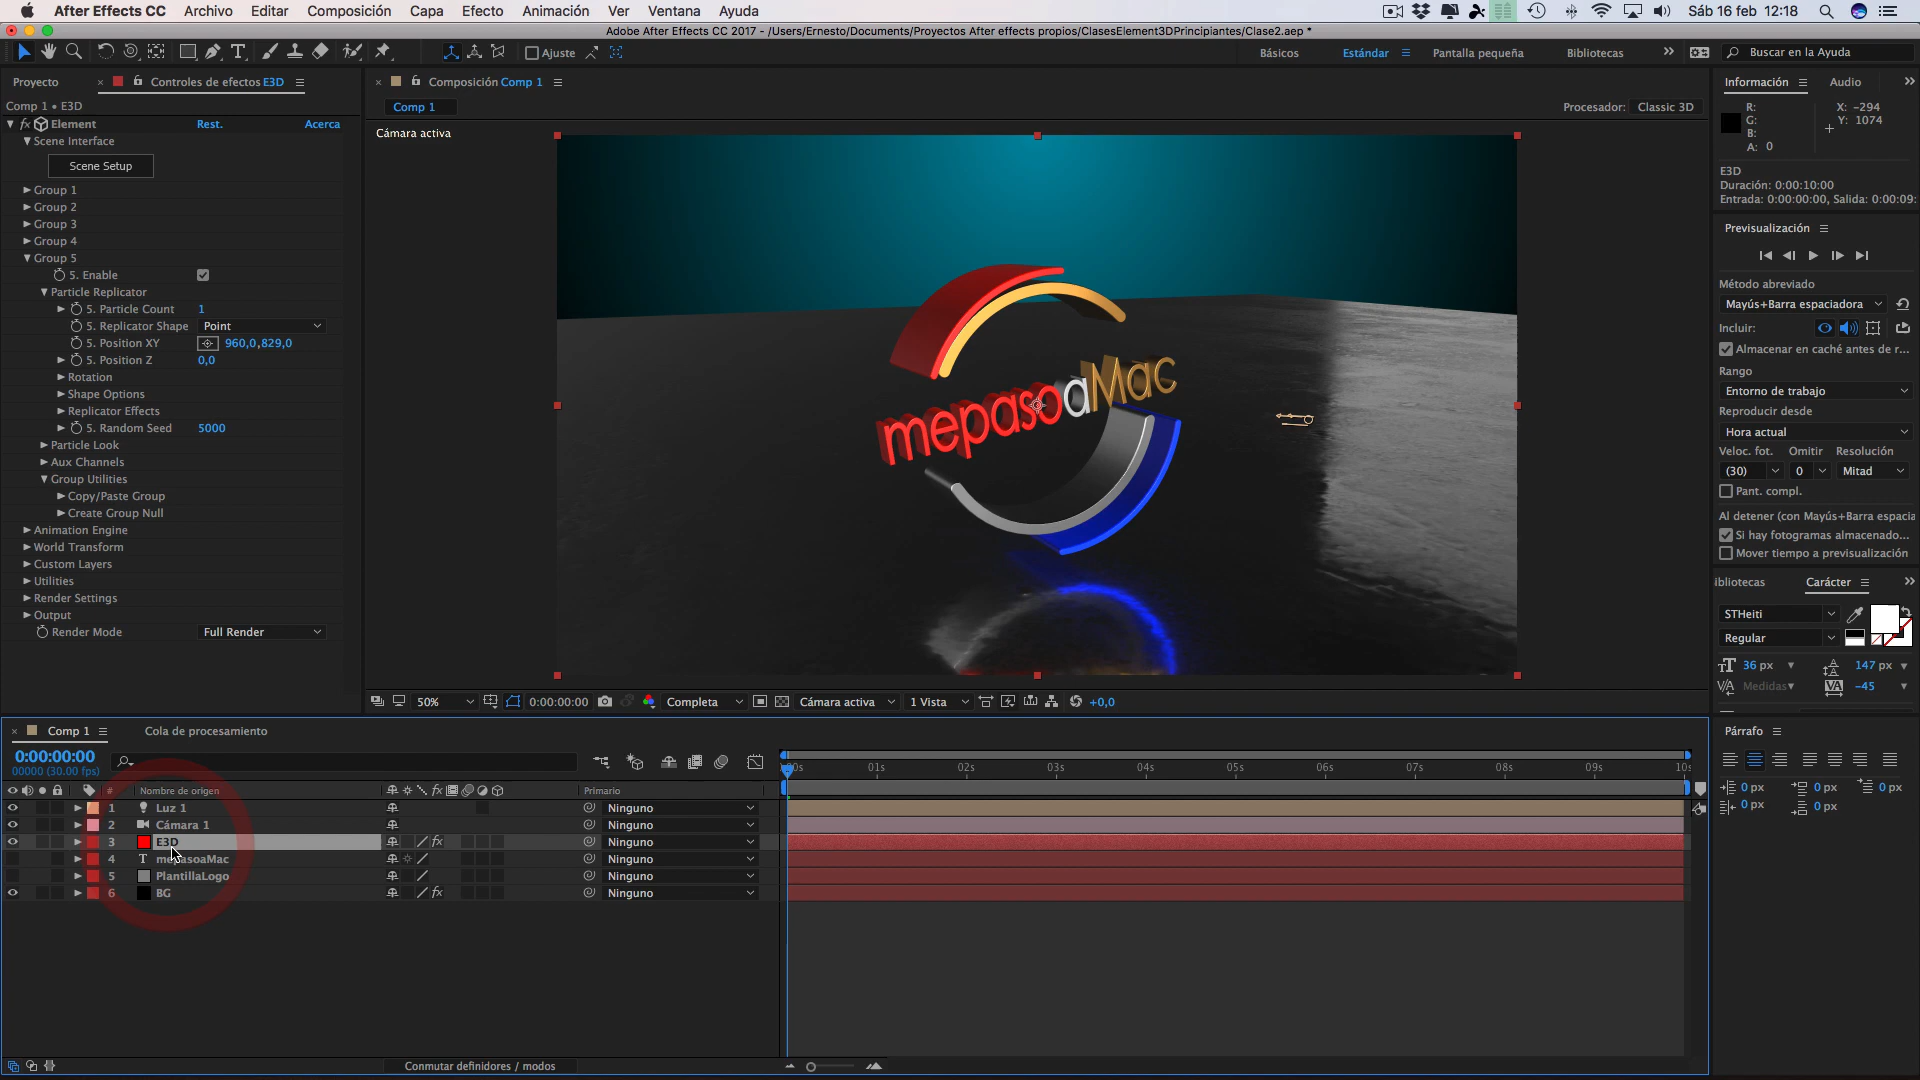 After Effects CC Archivo Editar Composición Capa Efecto Animación Ver Ventana Ayuda Sáb 16 feb 12:18
Adobe After Effects CC 2017 - /Users/Ernesto/Documents/Proyectos After effects propios/ClasesElement3DPrincipiantes/Clase2.aep *
Ajuste Básicos Estándar Pantalla pequeña Bibliotecas Buscar en la Ayuda
Proyecto Controles de efectos E3D
Comp 1 • E3D
fx Element Rest. Acerca
Scene Interface
Scene Setup
Group 1
Group 2
Group 3
Group 4
Group 5
5. Enable
Particle Replicator
5. Particle Count 1
5. Replicator Shape Point
5. Position XY 960,0,829,0
5. Position Z 0,0
Rotation
Shape Options
Replicator Effects
5. Random Seed 5000
Particle Look
Aux Channels
Group Utilities
Copy/Paste Group
Create Group Null
Animation Engine
World Transform
Custom Layers
Utilities
Render Settings
Output
Render Mode Full Render
Composición Comp 1
Comp 1 Procesador: Classic 3D
Cámara activa
mepasoaMac
50% 0:00:00:00 Completa Cámara activa 1 Vista +0,0
Información Audio
R: X: -294
G: Y: 1074
B:
A: 0
E3D
Duración: 0:00:10:00
Entrada: 0:00:00:00, Salida: 0:00:09:
Previsualización
Método abreviado
Mayús+Barra espaciadora
Incluir:
Almacenar en caché antes de r...
Rango
Entorno de trabajo
Reproducir desde
Hora actual
Veloc. fot. Omitir Resolución
(30) 0 Mitad
Pant. compl.
Al detener (con Mayús+Barra espacia
Si hay fotogramas almacenado...
Mover tiempo a previsualización
ibliotecas Carácter
STHeiti
Regular
36 px 147 px
Medidas -45
Párrafo
0 px 0 px 0 px
0 px 0 px
Comp 1 Cola de procesamiento
0:00:00:00
00000 (30.00 fps)
# Nombre de origen fx Primario
1 Luz 1 Ninguno
2 Cámara 1 Ninguno
3 E3D fx Ninguno
4 T mepasoaMac Ninguno
5 PlantillaLogo Ninguno
6 BG fx Ninguno
00s 01s 02s 03s 04s 05s 06s 07s 08s 09s 10s
Conmutar definidores / modos